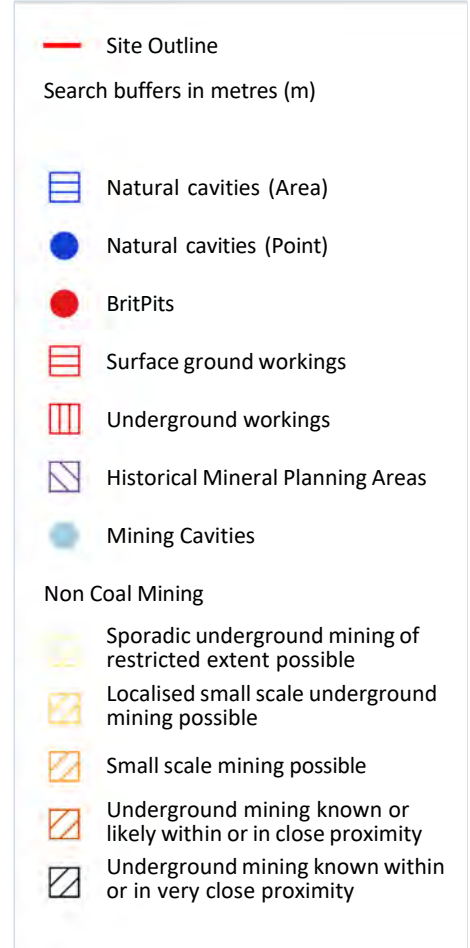 Site Outline
Search buffers in metres (m)
Natural cavities (Area)
Natural cavities (Point)
BritPits
Surface ground workings
Underground workings
Historical Mineral Planning Areas
Mining Cavities
Non Coal Mining
Sporadic underground mining of
restricted extent possible
Localised small scale underground
mining possible
Small scale mining possible
Underground mining known or
likely within or in close proximity
Underground mining known within
or in very close proximity